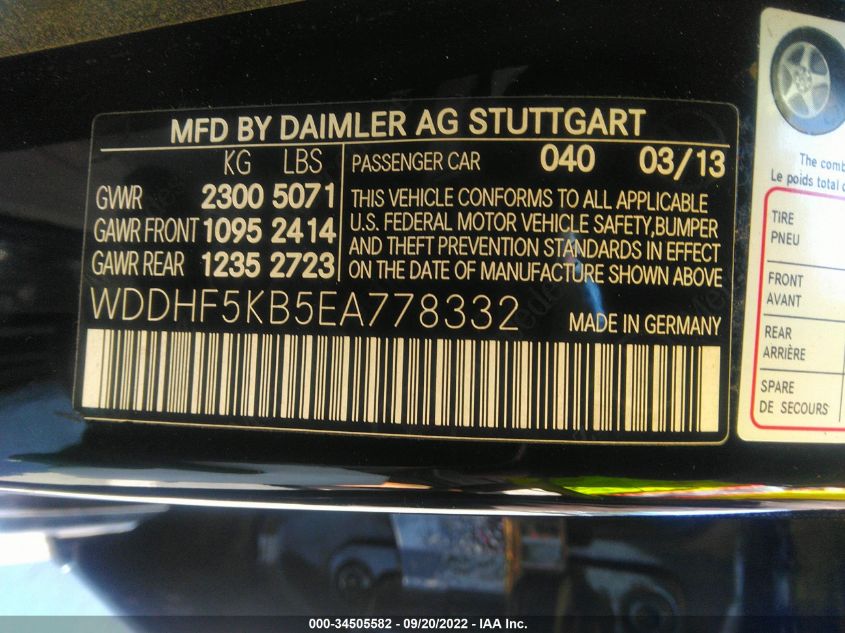 MFD BY DAIMLER AG STUTTGART
KG LBS
GVWR 2300 5071
GAWR FRONT 1095 2414
GAWR REAR 1235 2723
PASSENGER CAR 040 03/13
THIS VEHICLE CONFORMS TO ALL APPLICABLE
U.S. FEDERAL MOTOR VEHICLE SAFETY,BUMPER
AND THEFT PREVENTION STANDARDS IN EFFECT
ON THE DATE OF MANUFACTURE SHOWN ABOVE
WDDHF5KB5EA778332
MADE IN GERMANY
The comb
Le poids total
TIRE
PNEU
FRONT
AVANT
REAR
ARRIÈRE
SPARE
DE SECOURS
000-34505582 - 09/20/2022 - IAA Inc.